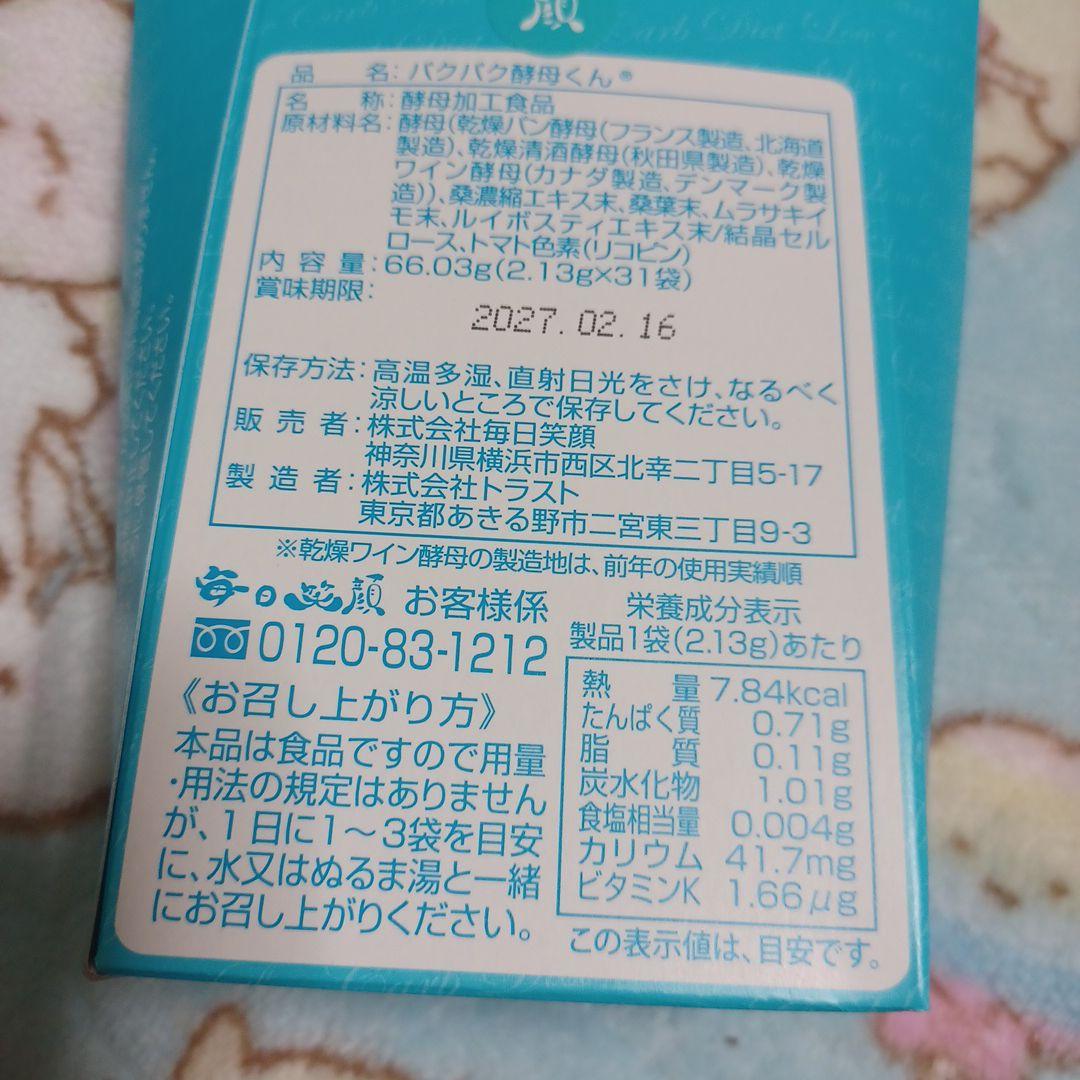 顔
Carb Diet Low
品名:パクパク酵母くん®
名称:酵母加工食品
原材料名:酵母(乾燥パン酵母(フランス製造、北海道
製造)、乾燥清酒酵母(秋田県製造)、乾燥
ワイン酵母(カナダ製造、デンマーク製
造))、桑濃縮エキス末、桑葉末、ムラサキイ
モ末、ルイボスティエキス末/結晶セル
ロース、トマト色素(リコピン)
内容量:66.03g(2.13g×31袋)
賞味期限:
2027.02.16
保存方法:高温多湿、直射日光をさけ、なるべく
涼しいところで保存してください。
販売者:株式会社毎日笑顔
神奈川県横浜市西区北幸二丁目5-17
製造者:株式会社トラスト
東京都あきる野市二宮東三丁目9-3
※乾燥ワイン酵母の製造地は、前年の使用実績順
毎日笑顔 お客様係
0120-83-1212
《お召し上がり方》
本品は食品ですので用量
・用法の規定はありません
が、1日に1〜3袋を目安
に、水又はぬるま湯と一緒
にお召し上がりください。
栄養成分表示
製品1袋(2.13g)あたり
熱量 7.84kcal
たんぱく質 0.71g
脂質 0.11g
炭水化物 1.01g
食塩相当量 0.004g
カリウム 41.7mg
ビタミンK 1.66μg
この表示値は、目安です。